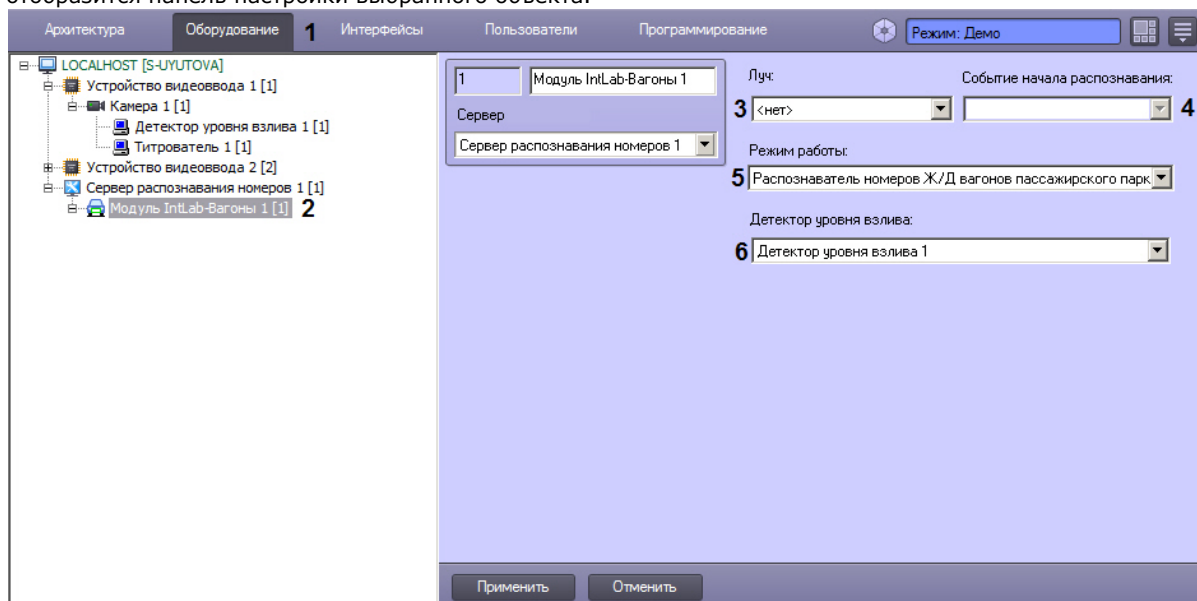 отобразится панель настройки выбранного объекта.
Архитектура Оборудование 1 Интерфейсы Пользователи Программирование Режим: Демо
LOCALHOST [S-UYUTOVA]
Устройство видеоввода 1 [1]
Камера 1 [1]
Детектор уровня взлива 1 [1]
Титрователь 1 [1]
Устройство видеоввода 2 [2]
Сервер распознавания номеров 1 [1]
Модуль IntLab-Вагоны 1 [1] 2
1 Модуль IntLab-Вагоны 1
Сервер
Сервер распознавания номеров 1
Луч: Событие начала распознавания:
3 <нет> 4
Режим работы:
5 Распознаватель номеров Ж/Д вагонов пассажирского парк
Детектор уровня взлива:
6 Детектор уровня взлива 1
Применить Отменить